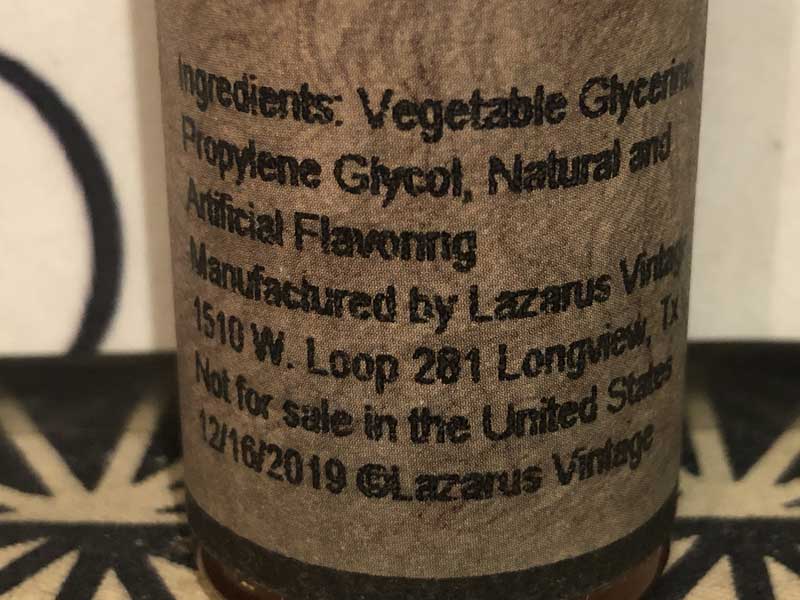 Ingredients: Vegetable Glycerin,
Propylene Glycol, Natural and
Artificial Flavoring
Manufactured by Lazarus Vintage
1510 W. Loop 281 Longview, Tx
Not for sale in the United States
12/16/2019 ©Lazarus Vintage